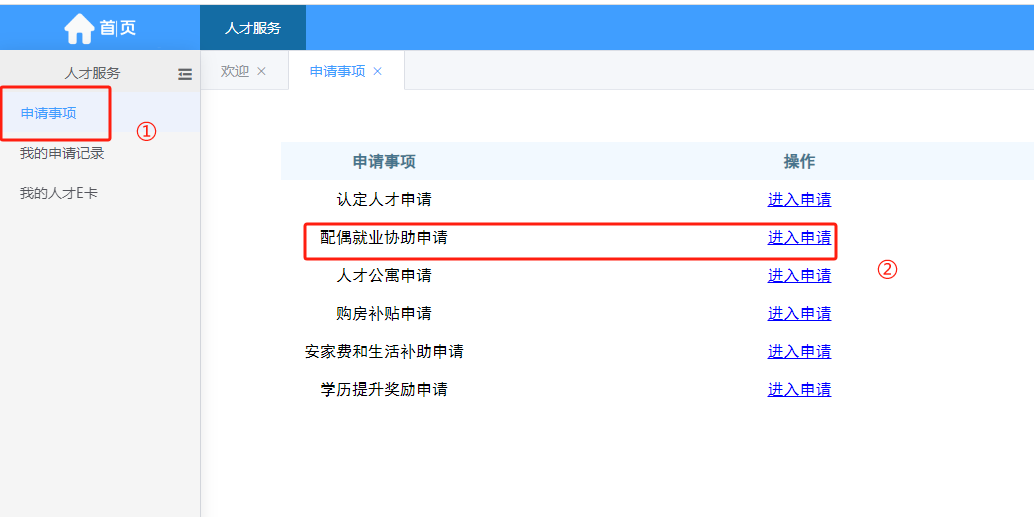 首页
人才服务
人才服务
欢迎
申请事项
申请事项
①
我的申请记录
我的人才E卡
申请事项 操作
认定人才申请 进入申请
配偶就业协助申请 进入申请
②
人才公寓申请 进入申请
购房补贴申请 进入申请
安家费和生活补助申请 进入申请
学历提升奖励申请 进入申请